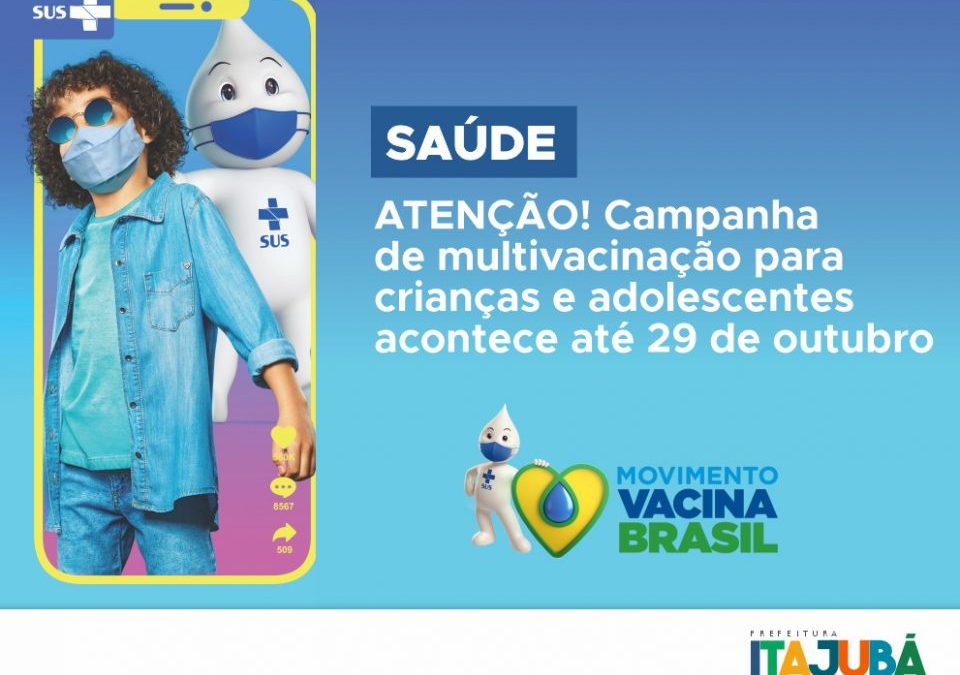 SUS
SAÚDE
ATENÇÃO! Campanha
de multivacinação para
crianças e adolescentes
acontece até 29 de outubro
SUS
8567
509
SUS
MOVIMENTO
VACINA
BRASIL
PREFEITURA
ITAJUBÁ